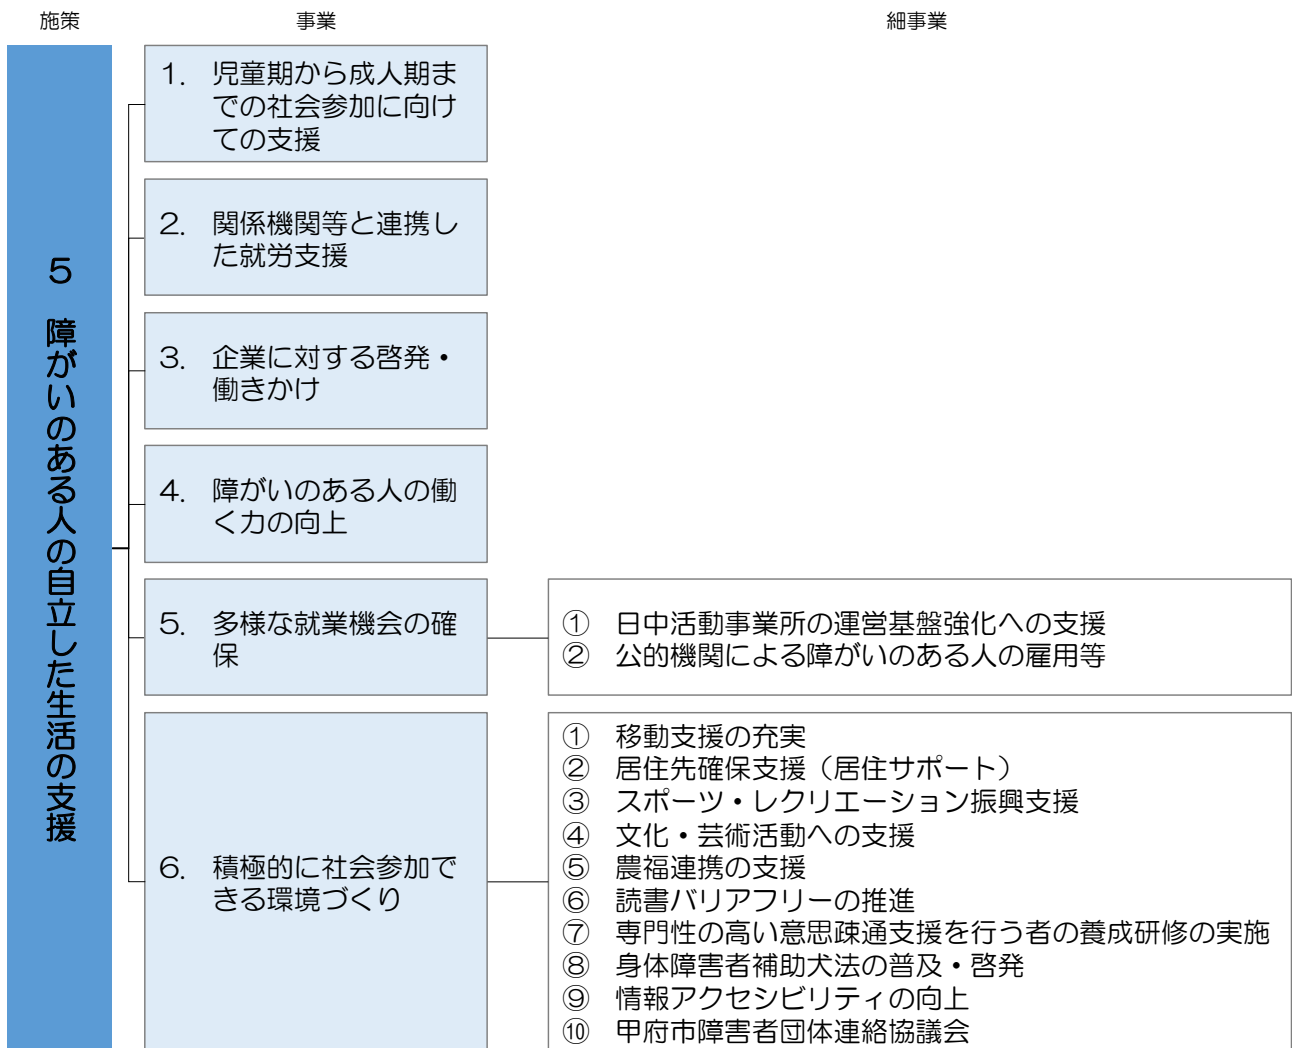 施策
事業
細事業
5 障がいのある人の自立した生活の支援
1. 児童期から成人期ま
での社会参加に向け
ての支援
2. 関係機関等と連携し
た就労支援
3. 企業に対する啓発・
働きかけ
4. 障がいのある人の働
く力の向上
5. 多様な就業機会の確
保
① 日中活動事業所の運営基盤強化への支援
② 公的機関による障がいのある人の雇用等
6. 積極的に社会参加で
きる環境づくり
① 移動支援の充実
② 居住先確保支援（居住サポート）
③ スポーツ・レクリエーション振興支援
④ 文化・芸術活動への支援
⑤ 農福連携の支援
⑥ 読書バリアフリーの推進
⑦ 専門性の高い意思疎通支援を行う者の養成研修の実施
⑧ 身体障害者補助犬法の普及・啓発
⑨ 情報アクセシビリティの向上
⑩ 甲府市障害者団体連絡協議会